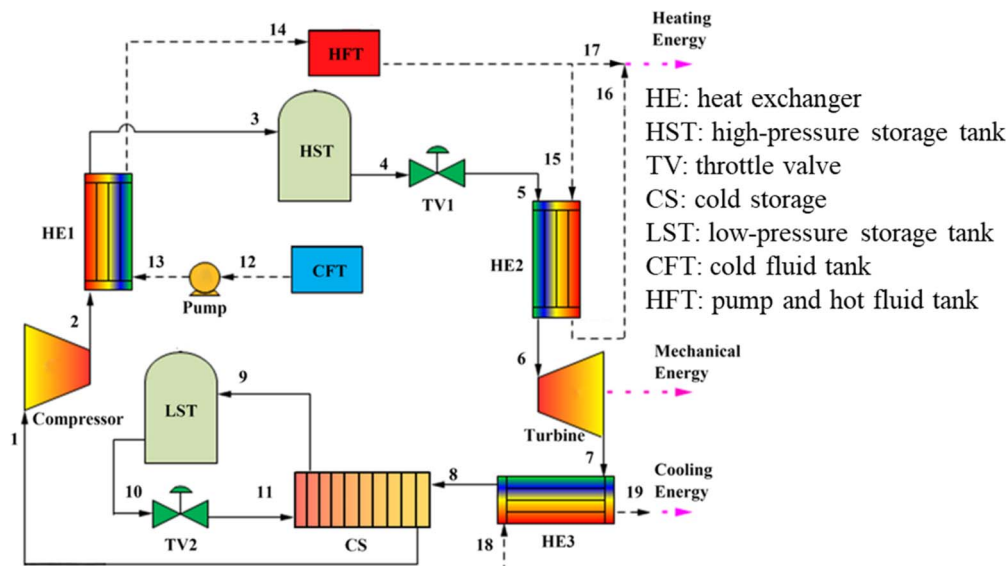 14
HFT
17
Heating
Energy
16
3
HST
4
TV1
15
5
HE1
HE2
13
12
CFT
Pump
2
6
Compressor
1
9
LST
10
TV2
11
CS
8
Turbine
7
Mechanical
Energy
18
HE3
19
Cooling
Energy
HE: heat exchanger
HST: high-pressure storage tank
TV: throttle valve
CS: cold storage
LST: low-pressure storage tank
CFT: cold fluid tank
HFT: pump and hot fluid tank